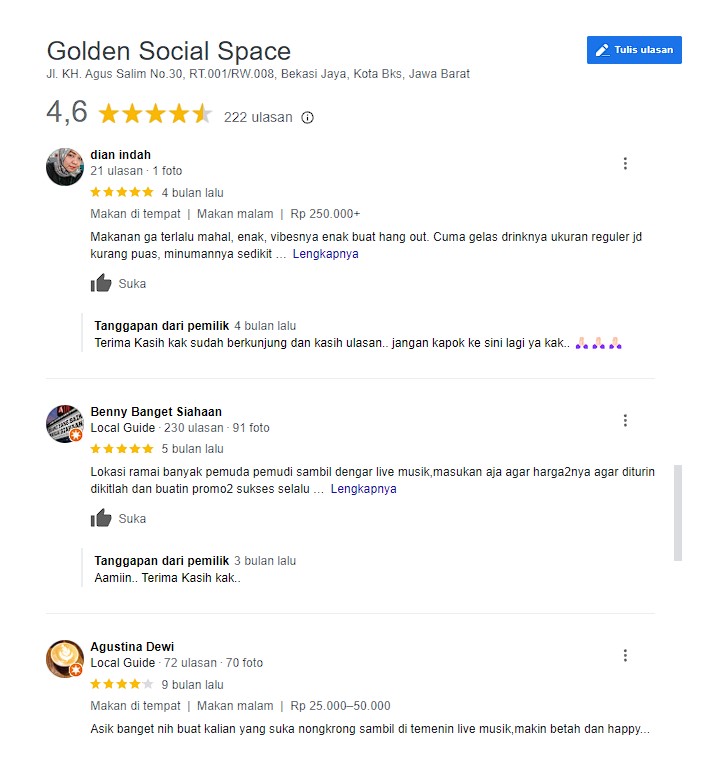 Golden Social Space
Tulis ulasan
Jl. KH. Agus Salim No.30, RT.001/RW.008, Bekasi Jaya, Kota Bks, Jawa Barat
4,6 222 ulasan
dian indah
21 ulasan · 1 foto
4 bulan lalu
Makan di tempat | Makan malam | Rp 250.000+
Makanan ga terlalu mahal, enak, vibesnya enak buat hang out. Cuma gelas drinknya ukuran reguler jd
kurang puas, minumannya sedikit ... Lengkapnya
Suka
Tanggapan dari pemilik 4 bulan lalu
Terima Kasih kak sudah berkunjung dan kasih ulasan.. jangan kapok ke sini lagi ya kak.. 🙏🏻🙏🏻🙏🏻
Benny Banget Siahaan
Local Guide · 230 ulasan · 91 foto
5 bulan lalu
Lokasi ramai banyak pemuda pemudi sambil dengar live musik,masukan aja agar harga2nya agar diturin
dikitlah dan buatin promo2 sukses selalu ... Lengkapnya
Suka
Tanggapan dari pemilik 3 bulan lalu
Aamiin.. Terima Kasih kak..
Agustina Dewi
Local Guide · 72 ulasan · 70 foto
9 bulan lalu
Makan di tempat | Makan malam | Rp 25.000–50.000
Asik banget nih buat kalian yang suka nongkrong sambil di temenin live musik,makin betah dan happy...